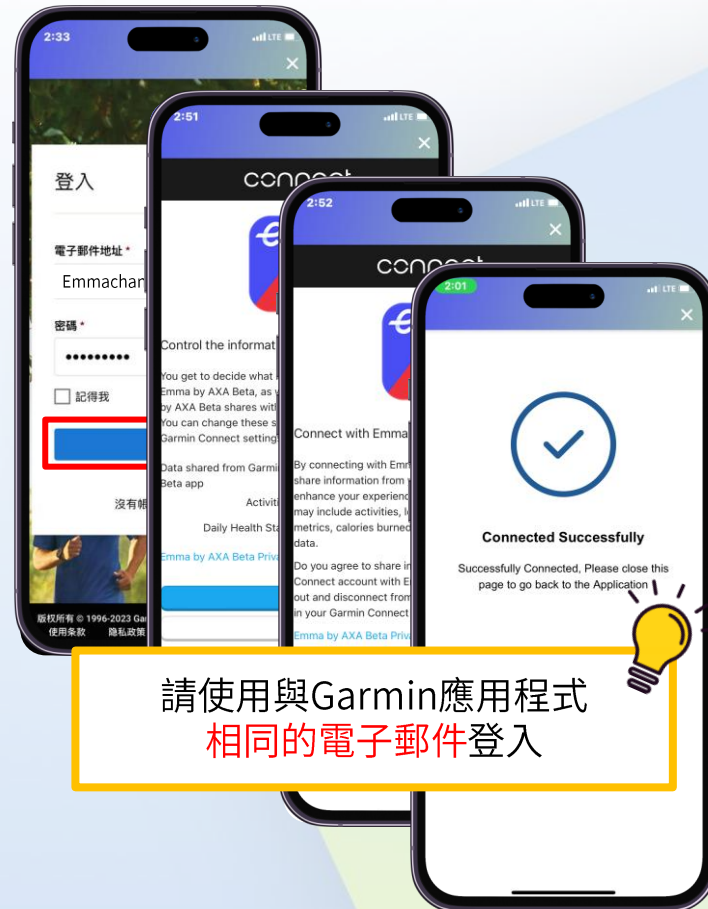 2:33
LTE
登入
電子郵件地址 *
Emmachan
密碼 *
•••••••••
記得我
沒有帳
版权所有 © 1996-2023 Gar
使用条款 隐私政策
2:51
LTE
connect
Control the informat
You get to decide what
Emma by AXA Beta, as y
by AXA Beta shares with
You can change these s
Garmin Connect setting
Data shared from Garmi
Beta app
Activiti
Daily Health Sta
Emma by AXA Beta Priva
2:52
LTE
connect
Connect with Emma
By connecting with Emm
share information from y
enhance your experienc
may include activities, l
metrics, calories burned
data.
Do you agree to share in
Connect account with E
out and disconnect from
in your Garmin Connect
Emma by AXA Beta Priva
2:01
LTE
Connected Successfully
Successfully Connected, Please close this
page to go back to the Application
請使用與Garmin應用程式
相同的電子郵件登入